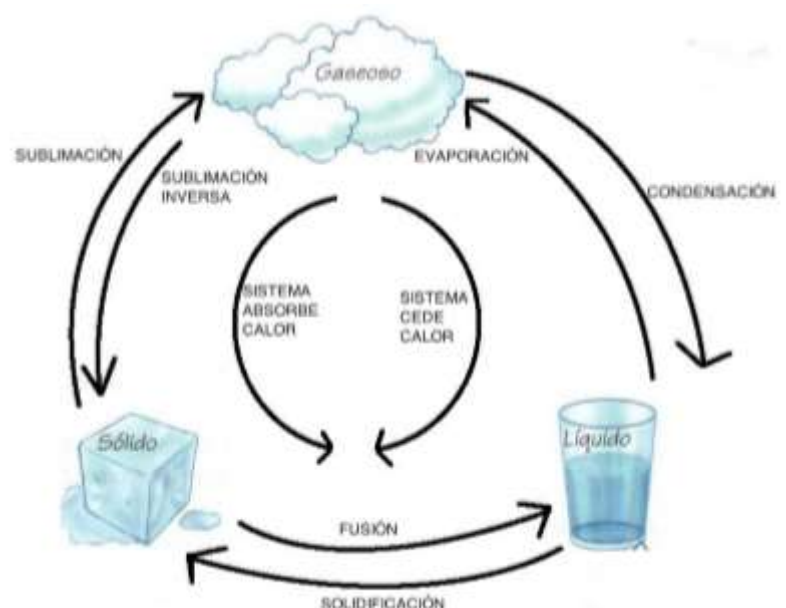 Gaseoso
SUBLIMACIÓN
SUBLIMACIÓN
INVERSA
EVAPORACIÓN
CONDENSACIÓN
SISTEMA
ABSORBE
CALOR
SISTEMA
CEDE
CALOR
Sólido
Líquido
FUSIÓN
SOLIDIFICACIÓN